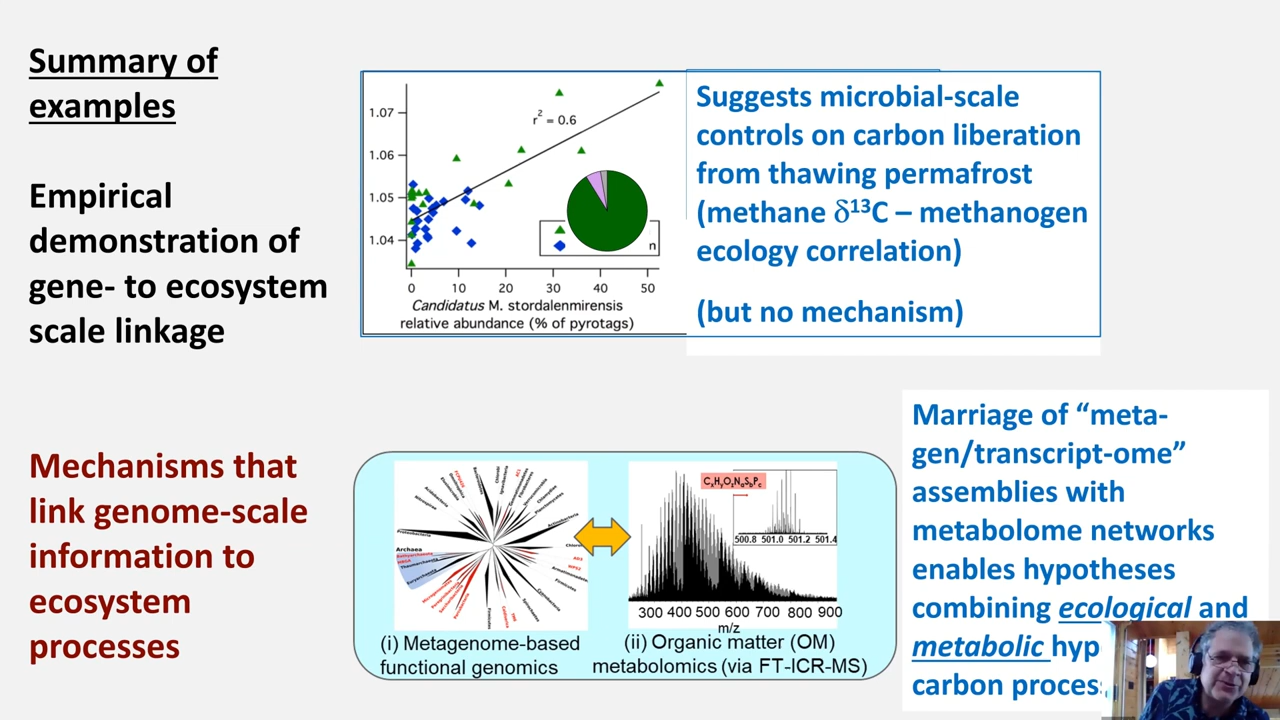 Summary of
examples
Empirical
demonstration of
gene- to ecosystem
scale linkage
1.07
1.06
1.05
1.04
r² = 0.6
n
0 10 20 30 40 50
Candidatus M. stordalenmirensis
relative abundance (% of pyrotags)
Suggests microbial-scale
controls on carbon liberation
from thawing permafrost
(methane δ¹³C – methanogen
ecology correlation)
(but no mechanism)
Mechanisms that
link genome-scale
information to
ecosystem
processes
Archaea
CxHyOzNaSbPc
500.8 501.0 501.2 501.4
300 400 500 600 700 800 900
m/z
(i) Metagenome-based
functional genomics
(ii) Organic matter (OM)
metabolomics (via FT-ICR-MS)
Marriage of “meta-
gen/transcript-ome”
assemblies with
metabolome networks
enables hypotheses
combining ecological and
metabolic hyp
carbon proces